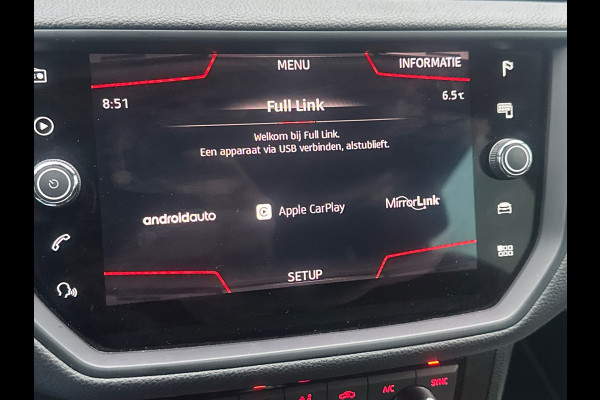 MENU
INFORMATIE
8:51
6.5℃
Full Link
Welkom bij Full Link.
Een apparaat via USB verbinden, alstublieft.
androidauto
Apple CarPlay
MirrorLink
SETUP
A/C
SYNC